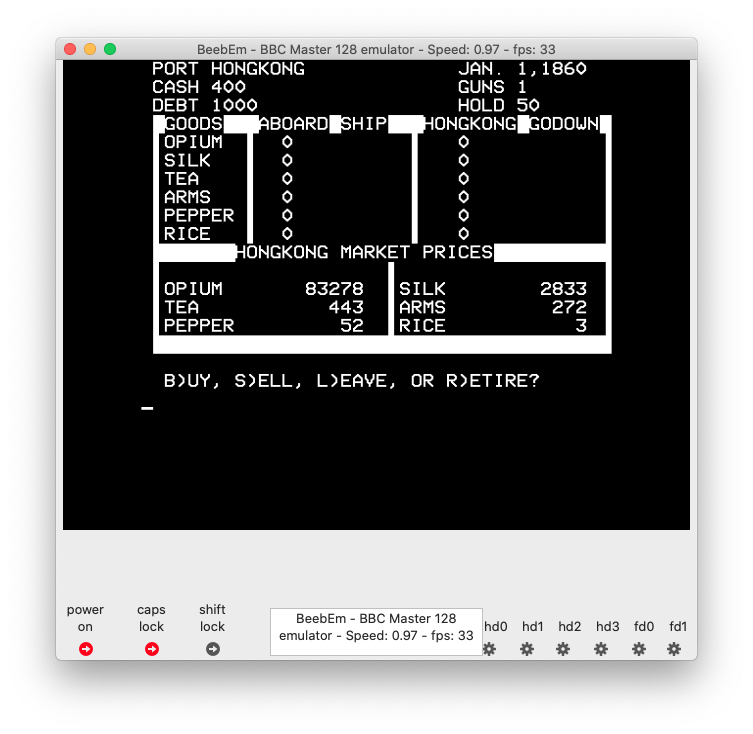 BeebEm - BBC Master 128 emulator - Speed: 0.97 - fps: 33
PORT HONGKONG JAN. 1,1860
CASH 400 GUNS 1
DEBT 1000 HOLD 50
GOODS ABOARD SHIP HONGKONG GODOWN
OPIUM 0 0
SILK 0 0
TEA 0 0
ARMS 0 0
PEPPER 0 0
RICE 0 0
HONGKONG MARKET PRICES
OPIUM 83278 SILK 2833
TEA 443 ARMS 272
PEPPER 52 RICE 3
B)UY, S)ELL, L)EAVE, OR R)ETIRE?
power on
caps lock
shift lock
BeebEm - BBC Master 128
emulator - Speed: 0.97 - fps: 33
hd0 hd1 hd2 hd3 fd0 fd1